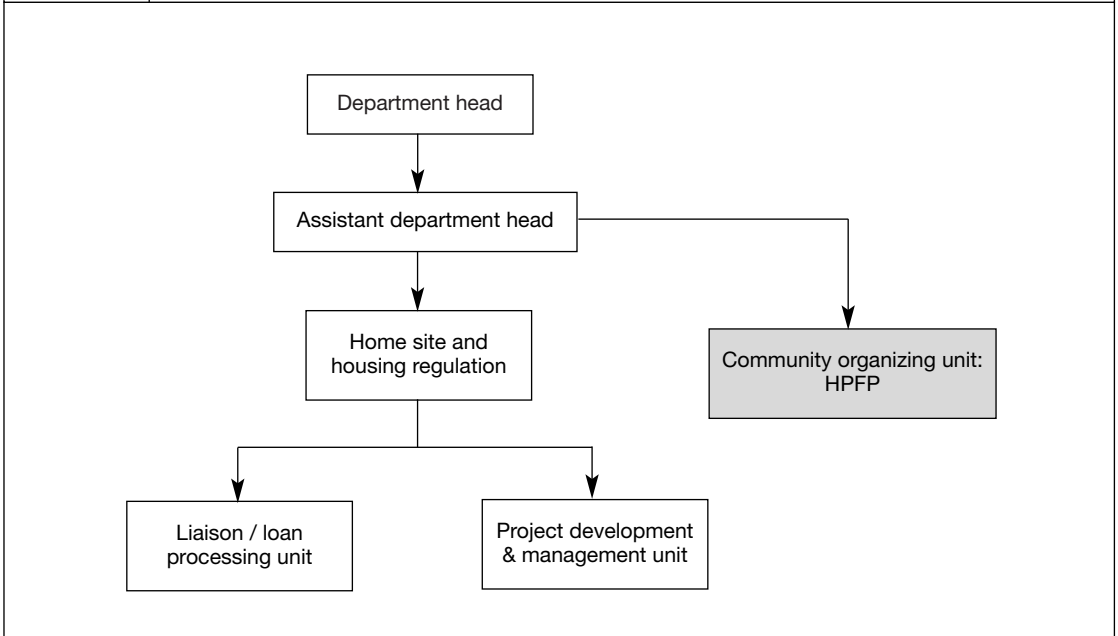 Department head
Assistant department head
Home site and
housing regulation
Community organizing unit:
HPFP
Liaison / loan
processing unit
Project development
& management unit